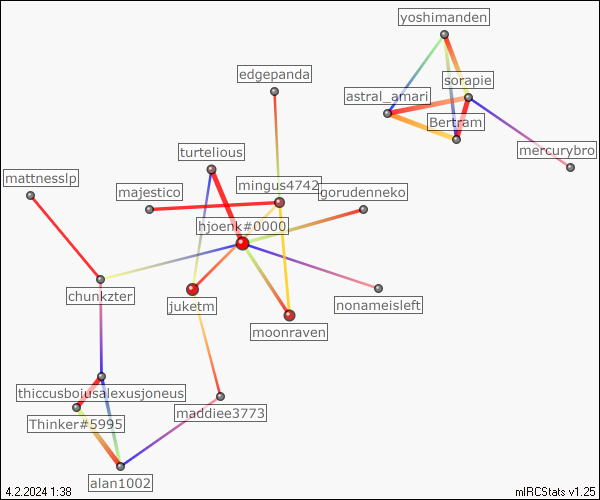 yoshimanden
edgepanda
sorapie
astral_amari
Bertram
turtelious
mercurybro
mattnesslp
majestico
mingus4742
gorudenneko
hjoenk#0000
chunkzter
juketm
nonameisleft
moonraven
thiccusboiusalexusjoneus
maddiee3773
Thinker#5995
alan1002
4.2.2024 1:38
mIRCStats v1.25